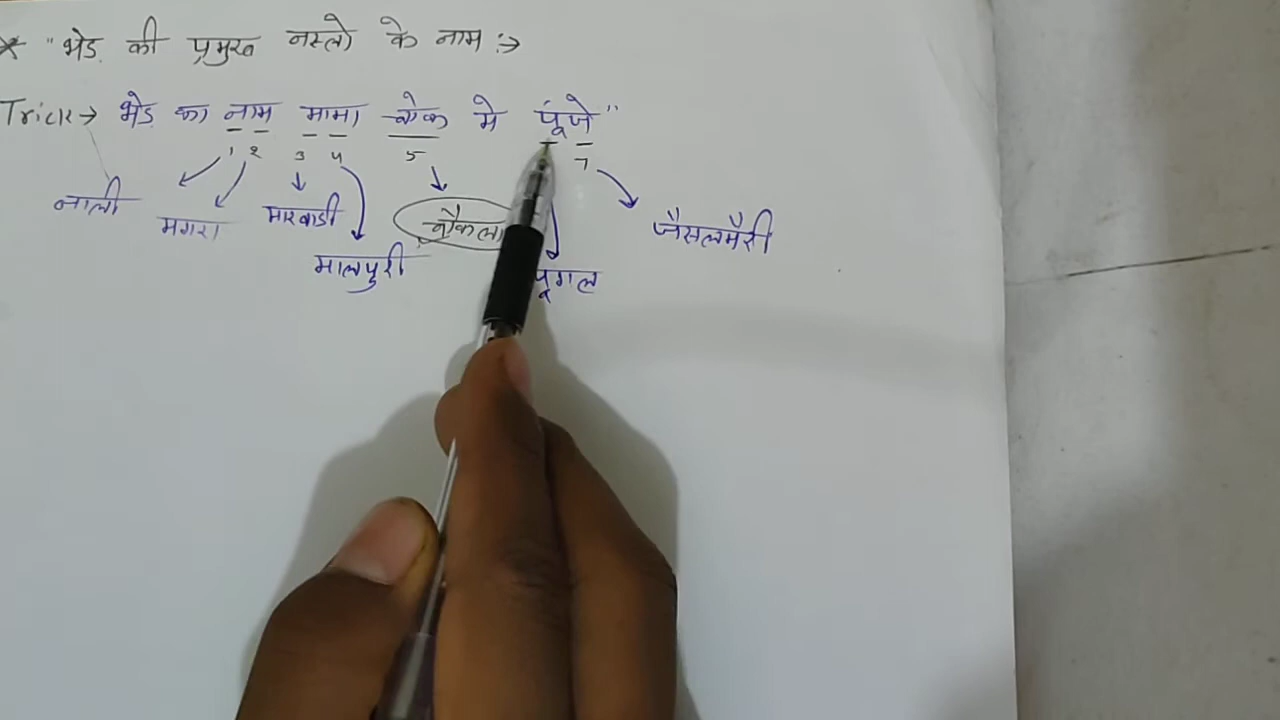 * "भेड़ की प्रमुख नस्लो के नाम :→
Trick→ भेड़ का नाम मामा चौक मे पूंजे"
1 2 3 4 5 7
नाली मगरा मारवाडी चौकला जैसलमैरी
मालपुरी पूगल